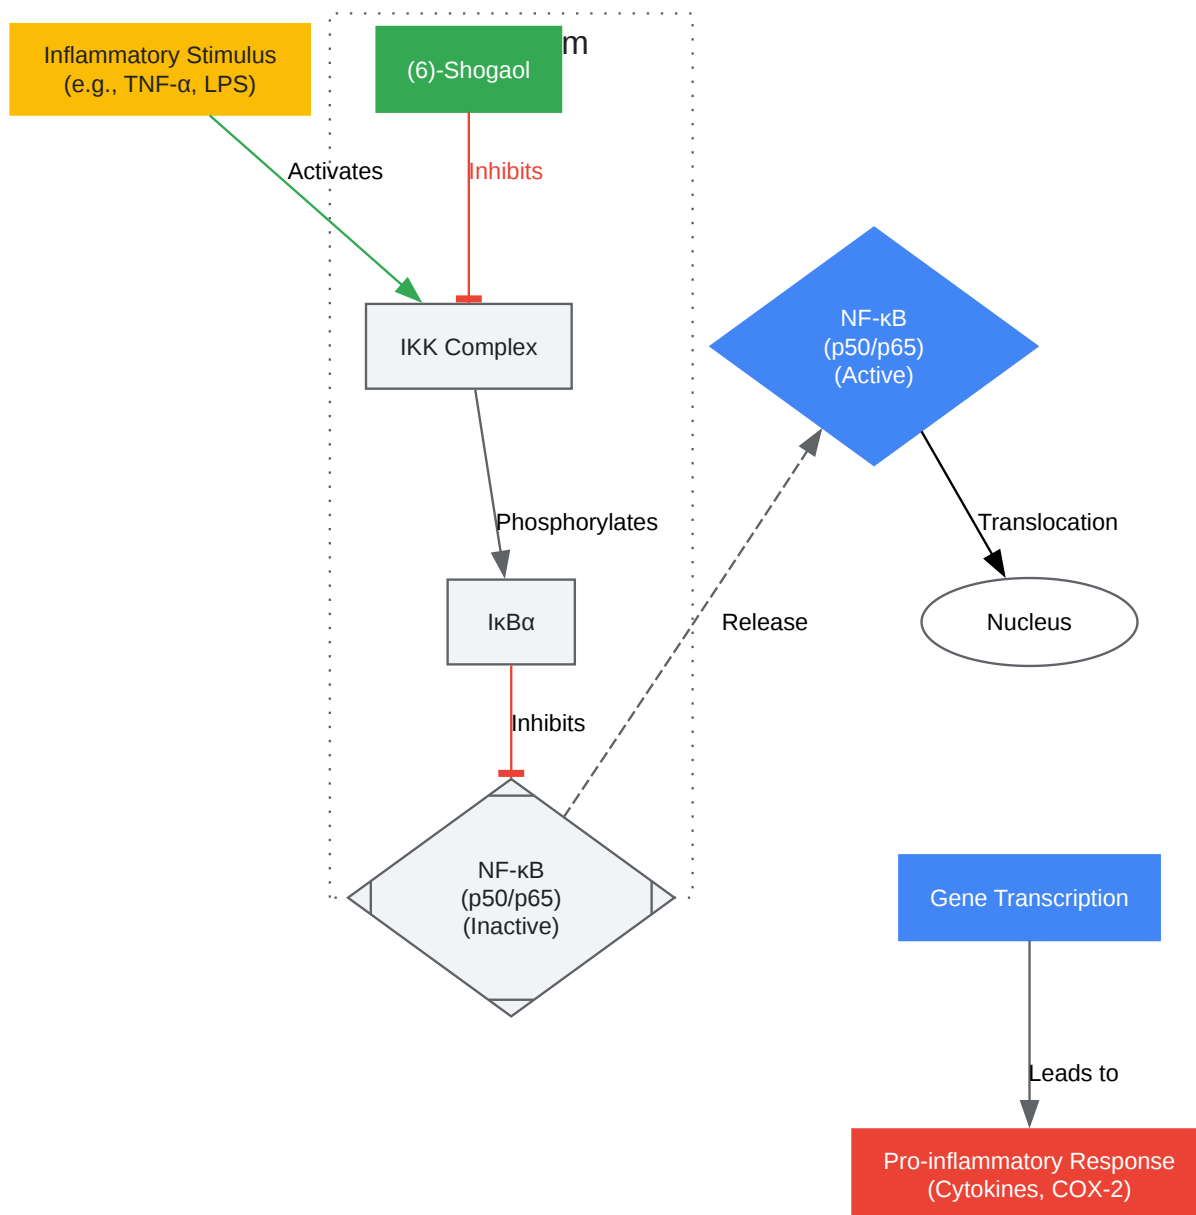 Inflammatory Stimulus
(e.g., TNF-α, LPS)
(6)-Shogaol
m
Activates
Inhibits
IKK Complex
NF-κB
(p50/p65)
(Active)
Phosphorylates
Translocation
IκBα
Release
Nucleus
Inhibits
NF-κB
(p50/p65)
(Inactive)
Gene Transcription
Leads to
Pro-inflammatory Response
(Cytokines, COX-2)